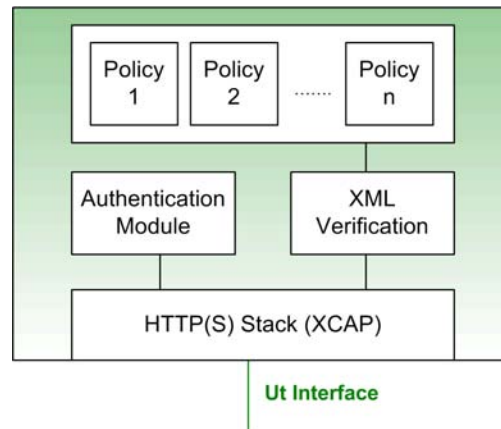 Policy
1
Policy
2
.......
Policy
n
Authentication
Module
XML
Verification
HTTP(S) Stack (XCAP)
Ut Interface